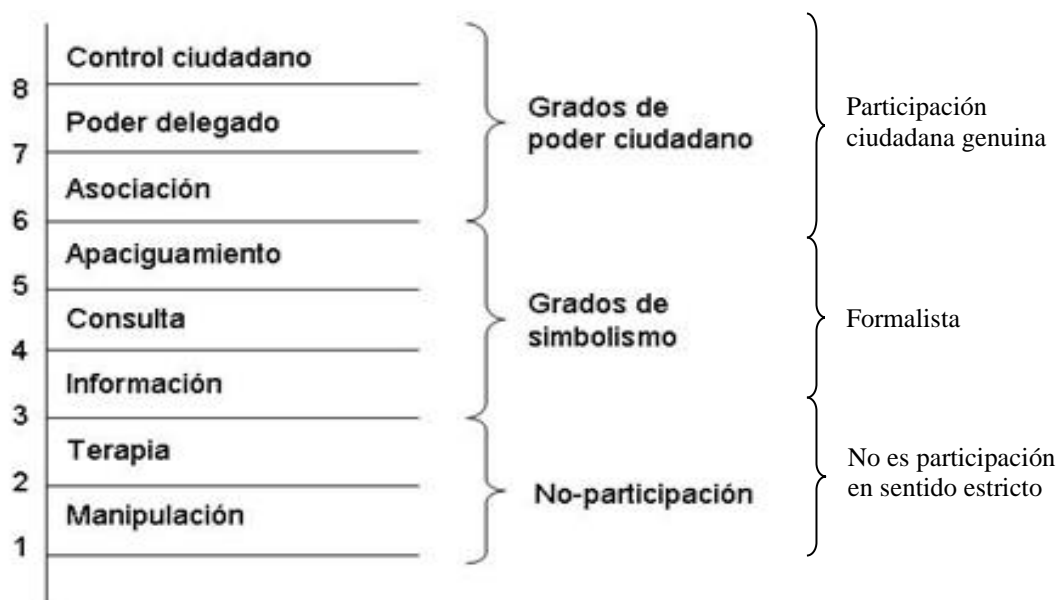 Control ciudadano
8
Poder delegado
7
Asociación
6
Apaciguamiento
5
Consulta
4
Información
3
Terapia
2
Manipulación
1
Grados de
poder ciudadano
Grados de
simbolismo
No-participación
Participación
ciudadana genuina
Formalista
No es participación
en sentido estricto